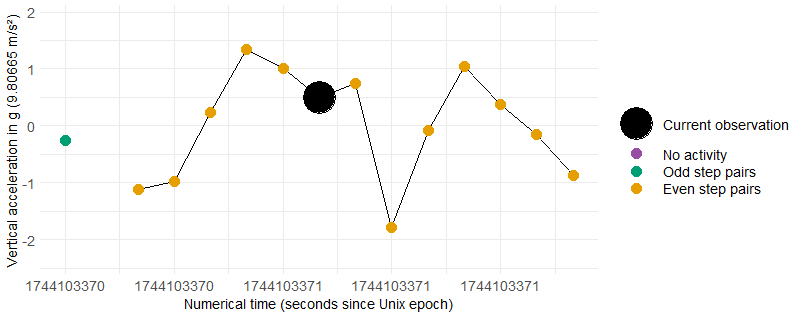 Vertical acceleration in g (9.80665 m/s²)
2
1
0
-1
-2
1744103370
1744103370
1744103371
1744103371
1744103371
Numerical time (seconds since Unix epoch)
Current observation
No activity
Odd step pairs
Even step pairs